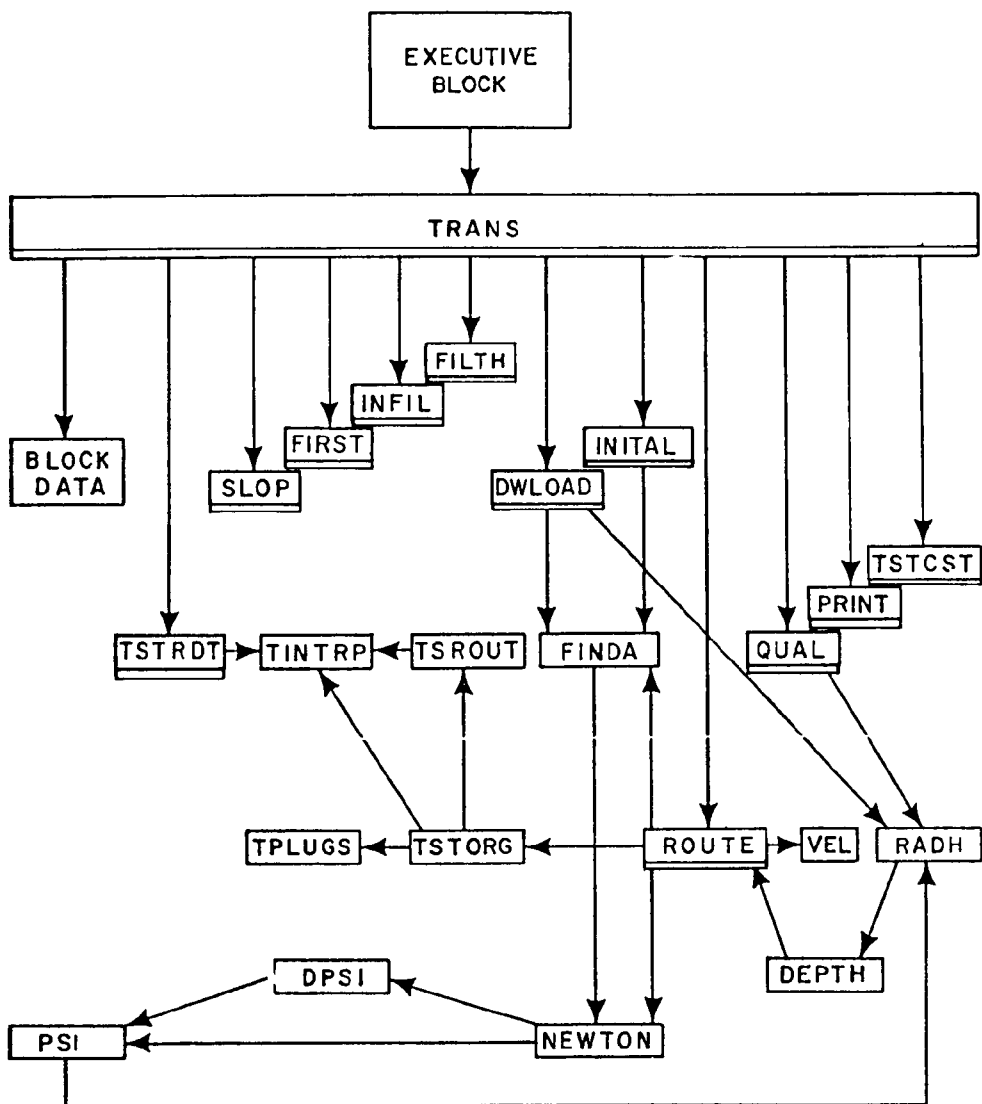 EXECUTIVE
BLOCK
TRANS
FILTH
INFIL
FIRST
INITAL
BLOCK
DATA
SLOP
DWLOAD
TSTCST
PRINT
TSTRDT
TINTRP
TSROUT
FINDA
QUAL
TPLUGS
TSTORG
ROUTE
VEL
RADH
DPSI
DEPTH
PSI
NEWTON